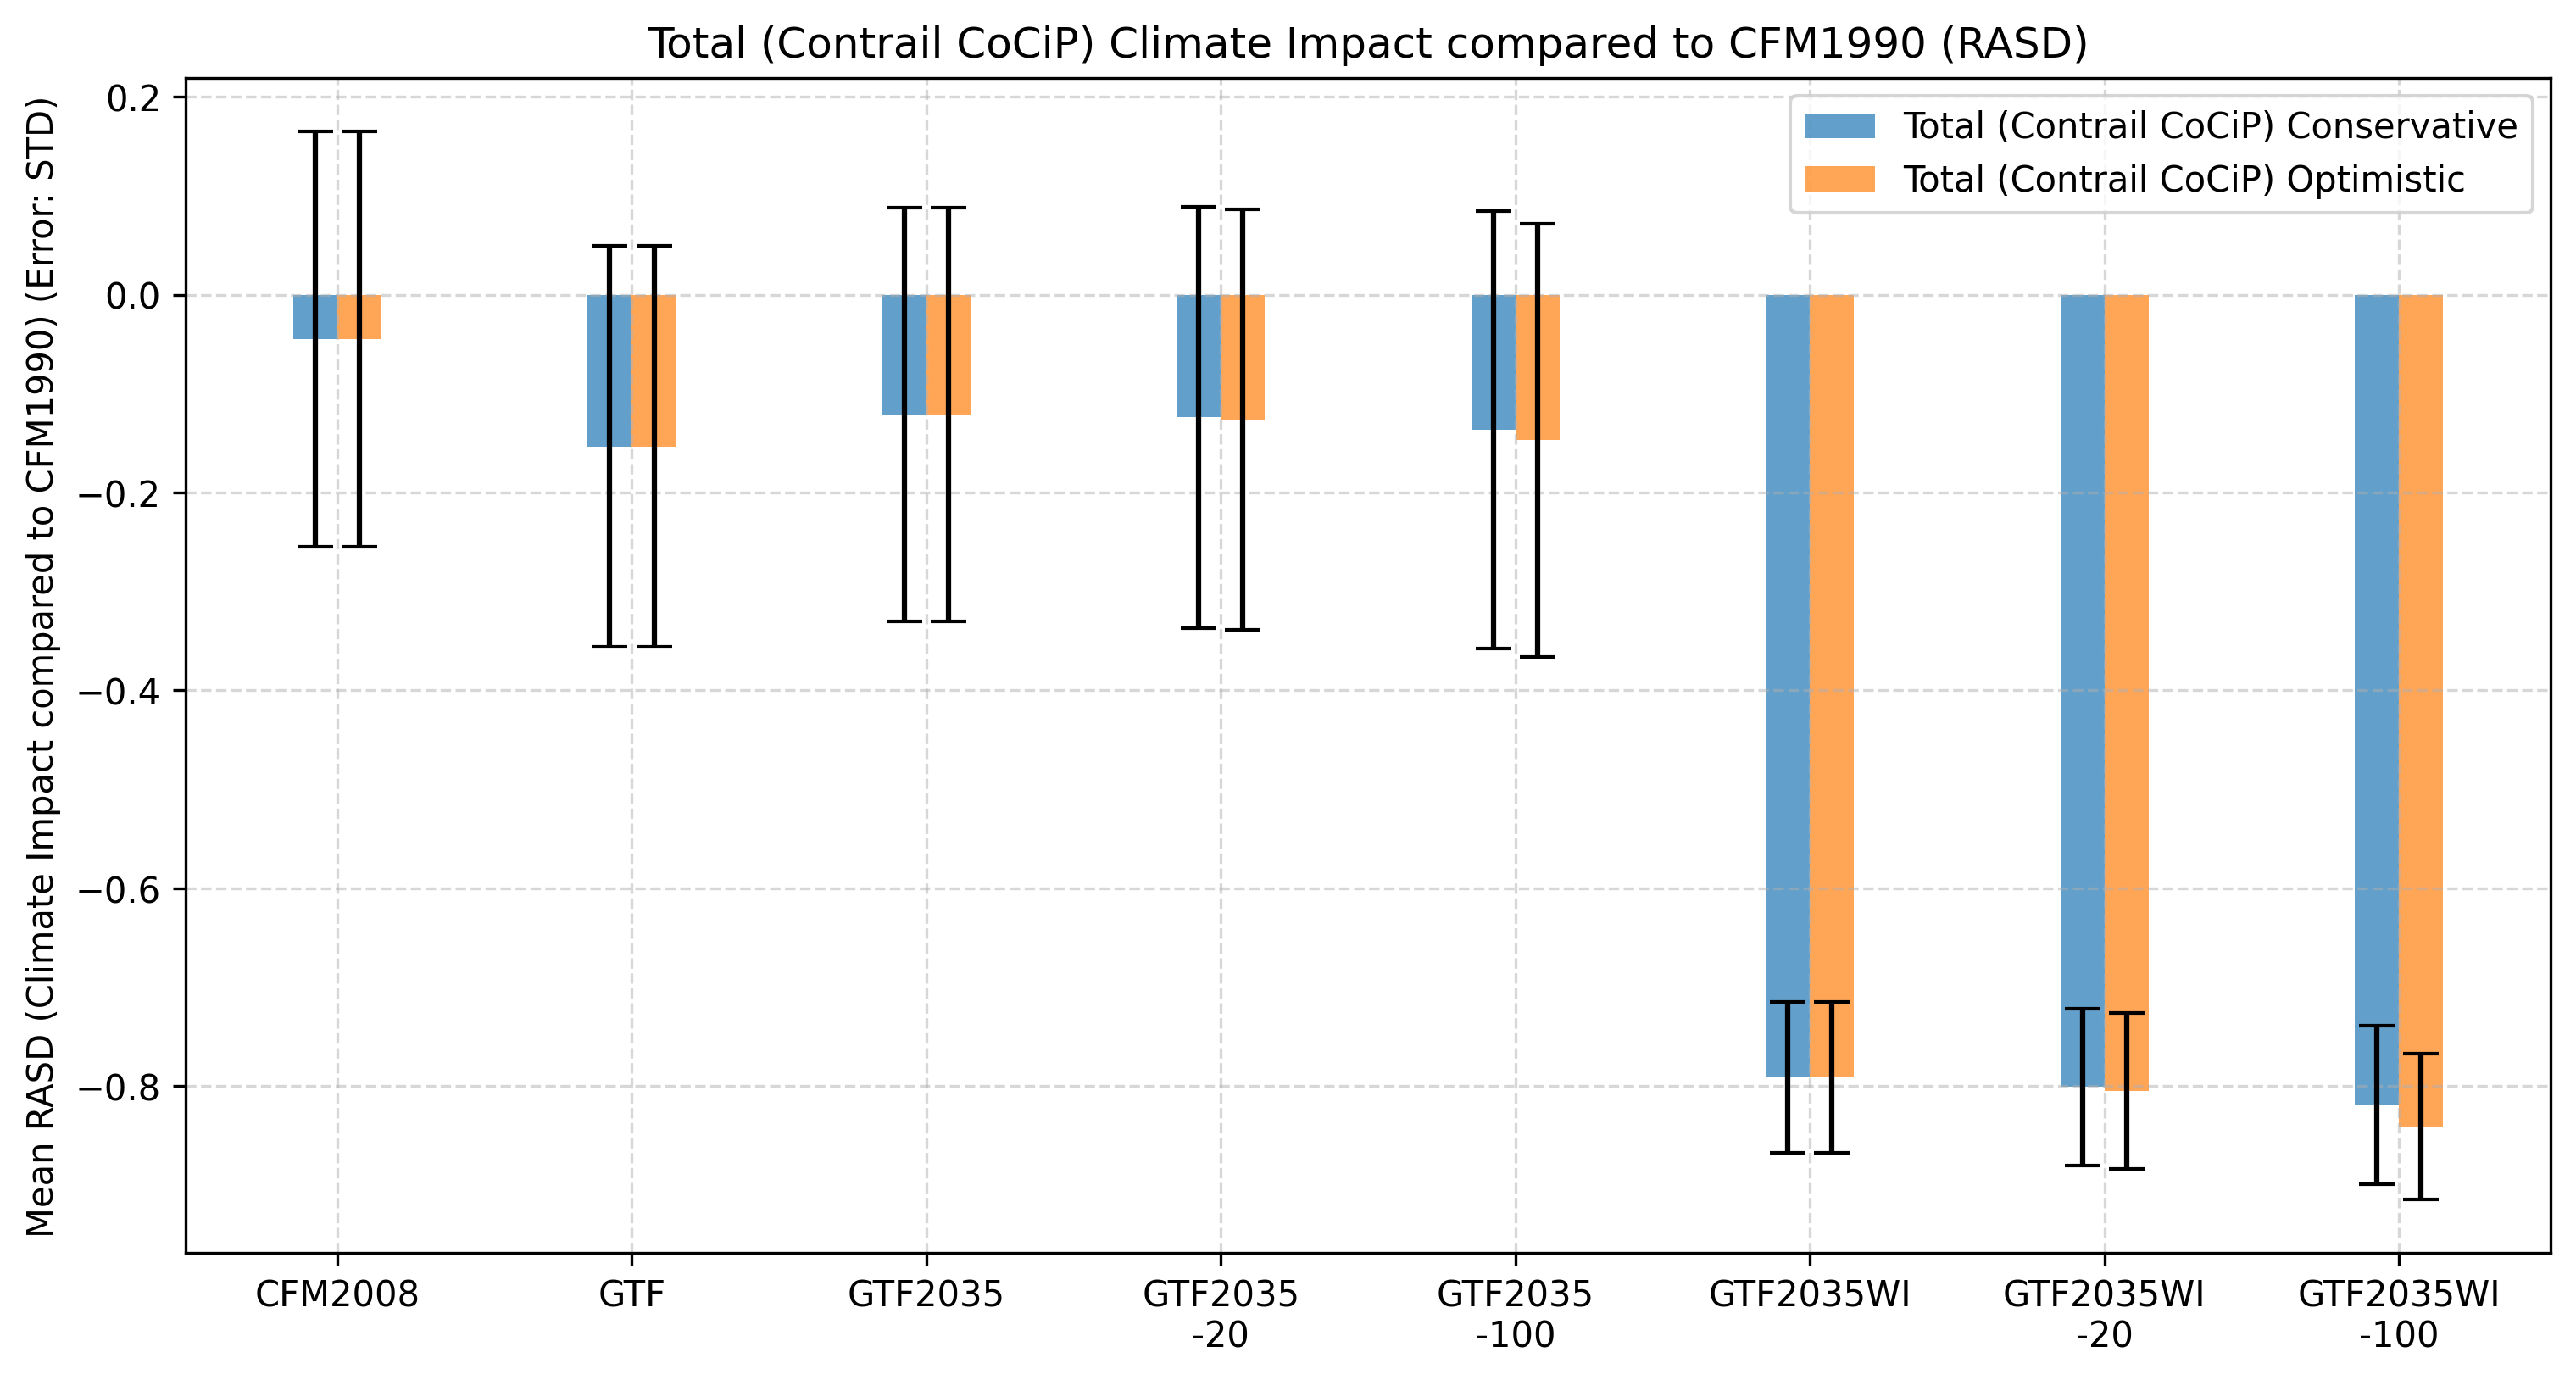 Total (Contrail CoCiP) Climate Impact compared to CFM1990 (RASD)
Mean RASD (Climate Impact compared to CFM1990) (Error: STD)
0.2
0.0
−0.2
−0.4
−0.6
−0.8
Total (Contrail CoCiP) Conservative
Total (Contrail CoCiP) Optimistic
CFM2008
GTF
GTF2035
GTF2035
-20
GTF2035
-100
GTF2035WI
GTF2035WI
-20
GTF2035WI
-100